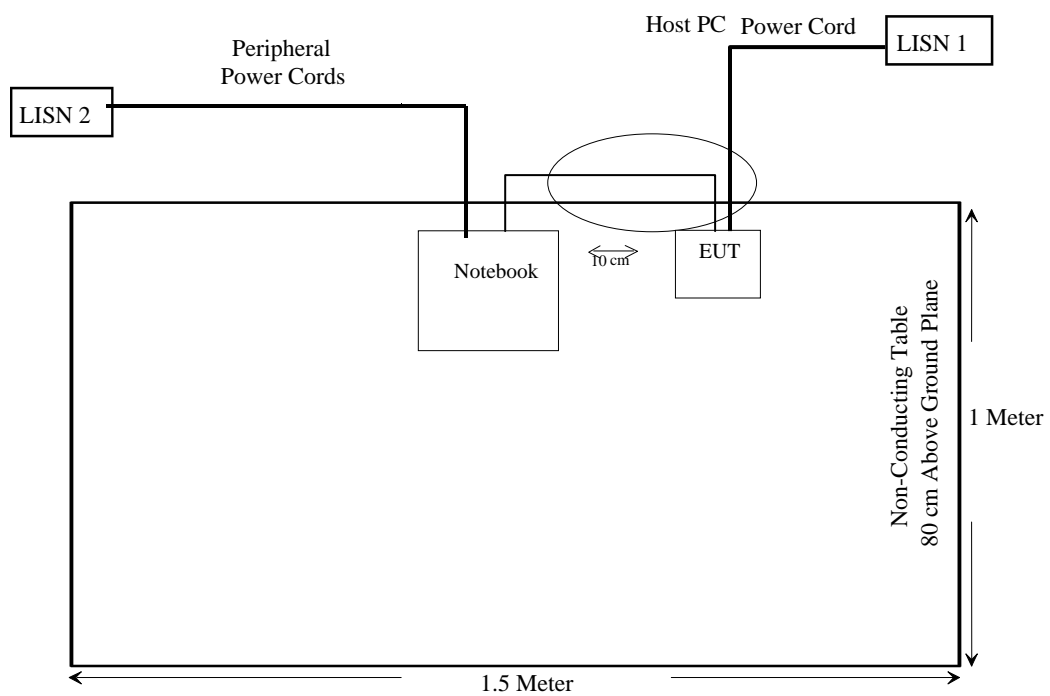 Host PC Power Cord
LISN 1
Peripheral
Power Cords
LISN 2
10 cm
EUT
Notebook
Non-Conducting Table
80 cm Above Ground Plane
1 Meter
1.5 Meter